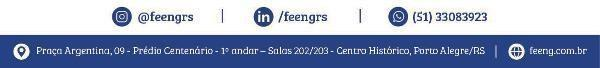 @feengrs | /feengrs | (51) 33083923
Praça Argentina, 09 - Prédio Centenário - 1º andar – Salas 202/203 - Centro Histórico, Porto Alegre/RS | feeng.com.br